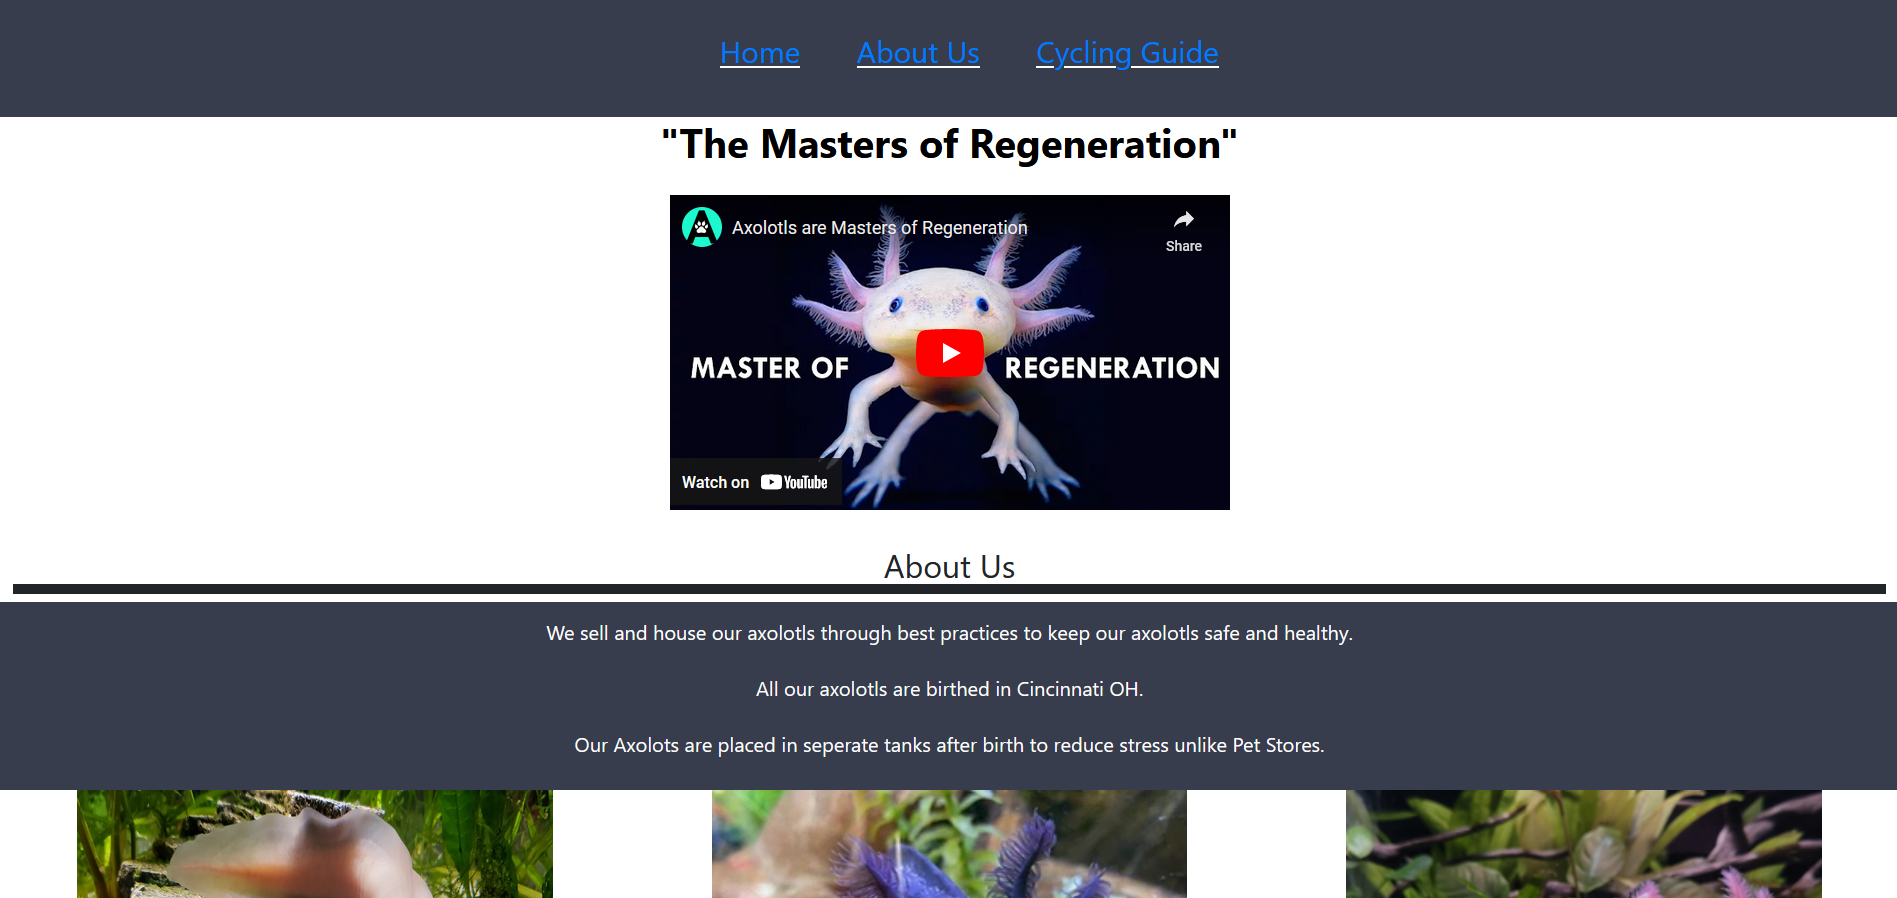 Home About Us Cycling Guide
"The Masters of Regeneration"
Axolotls are Masters of Regeneration
Share
MASTER OF REGENERATION
Watch on YouTube
About Us
We sell and house our axolotls through best practices to keep our axolotls safe and healthy.
All our axolotls are birthed in Cincinnati OH.
Our Axolots are placed in seperate tanks after birth to reduce stress unlike Pet Stores.